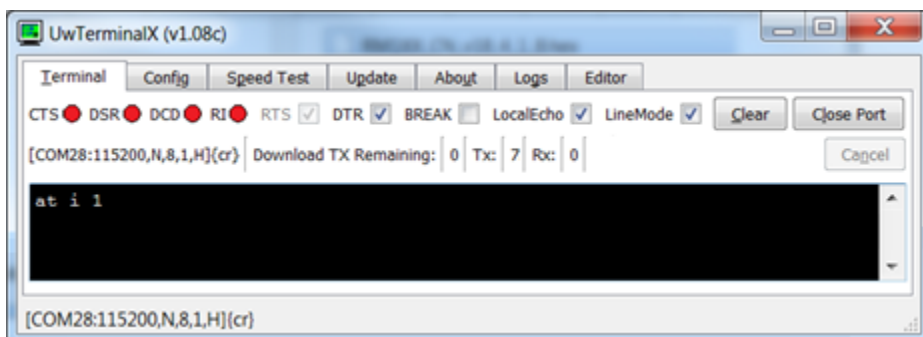 UwTerminalX (v1.08c)
Terminal Config Speed Test Update About Logs Editor
CTS DSR DCD RI RTS DTR BREAK LocalEcho LineMode Clear Close Port
[COM28:115200,N,8,1,H]{cr} Download TX Remaining: 0 Tx: 7 Rx: 0 Cancel
at i 1
[COM28:115200,N,8,1,H]{cr}